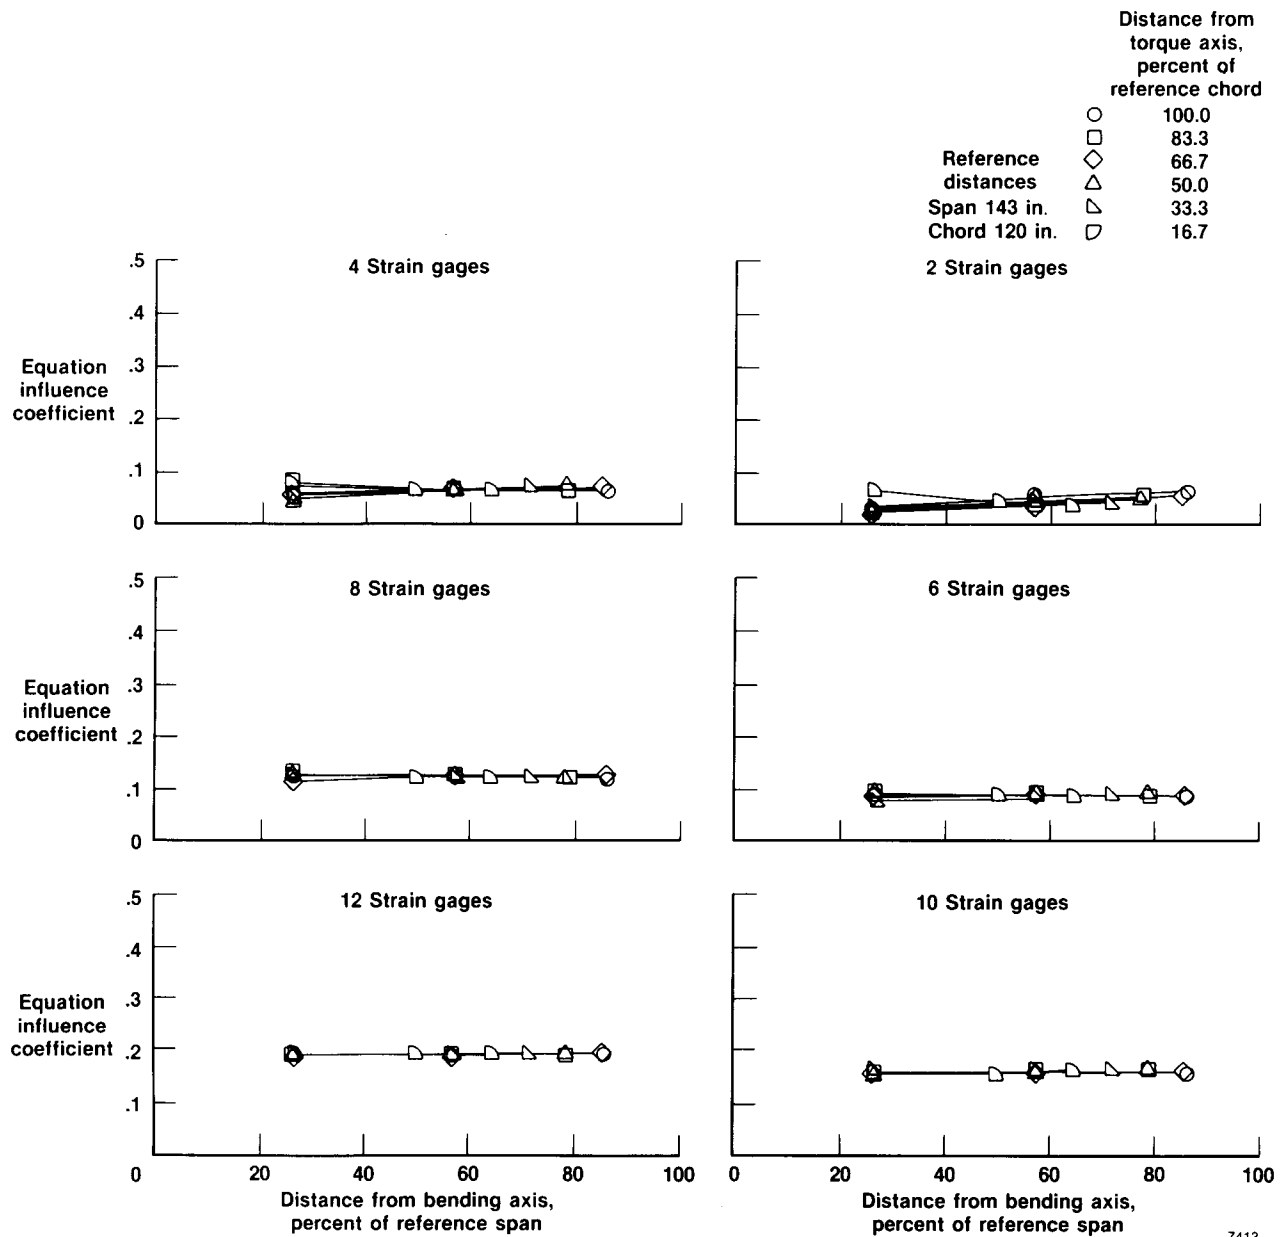 Distance from
torque axis,
percent of
reference chord
100.0
83.3
Reference
66.7
distances
50.0
Span 143 in.
33.3
Chord 120 in.
16.7
4 Strain gages
2 Strain gages
.5
.4
.3
.2
.1
0
Equation
influence
coefficient
8 Strain gages
6 Strain gages
.5
.4
.3
.2
.1
0
Equation
influence
coefficient
12 Strain gages
10 Strain gages
.5
.4
.3
.2
.1
0
Equation
influence
coefficient
20 40 60 80 100
0 20 40 60 80 100
Distance from bending axis,
percent of reference span
Distance from bending axis,
percent of reference span